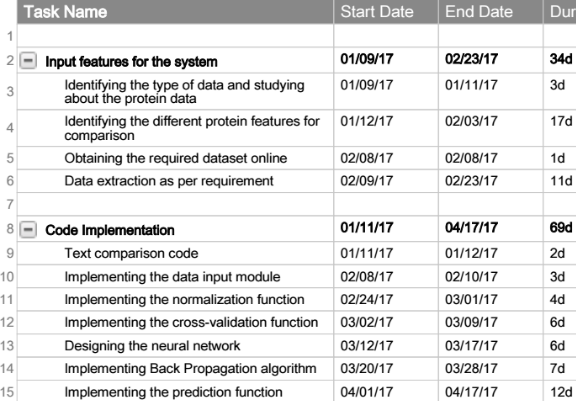 Task Name Start Date End Date Dur
1
2 Input features for the system 01/09/17 02/23/17 34d
3 Identifying the type of data and studying about the protein data 01/09/17 01/11/17 3d
4 Identifying the different protein features for comparison 01/12/17 02/03/17 17d
5 Obtaining the required dataset online 02/08/17 02/08/17 1d
6 Data extraction as per requirement 02/09/17 02/23/17 11d
7
8 Code Implementation 01/11/17 04/17/17 69d
9 Text comparison code 01/11/17 01/12/17 2d
10 Implementing the data input module 02/08/17 02/10/17 3d
11 Implementing the normalization function 02/24/17 03/01/17 4d
12 Implementing the cross-validation function 03/02/17 03/09/17 6d
13 Designing the neural network 03/12/17 03/17/17 6d
14 Implementing Back Propagation algorithm 03/20/17 03/28/17 7d
15 Implementing the prediction function 04/01/17 04/17/17 12d